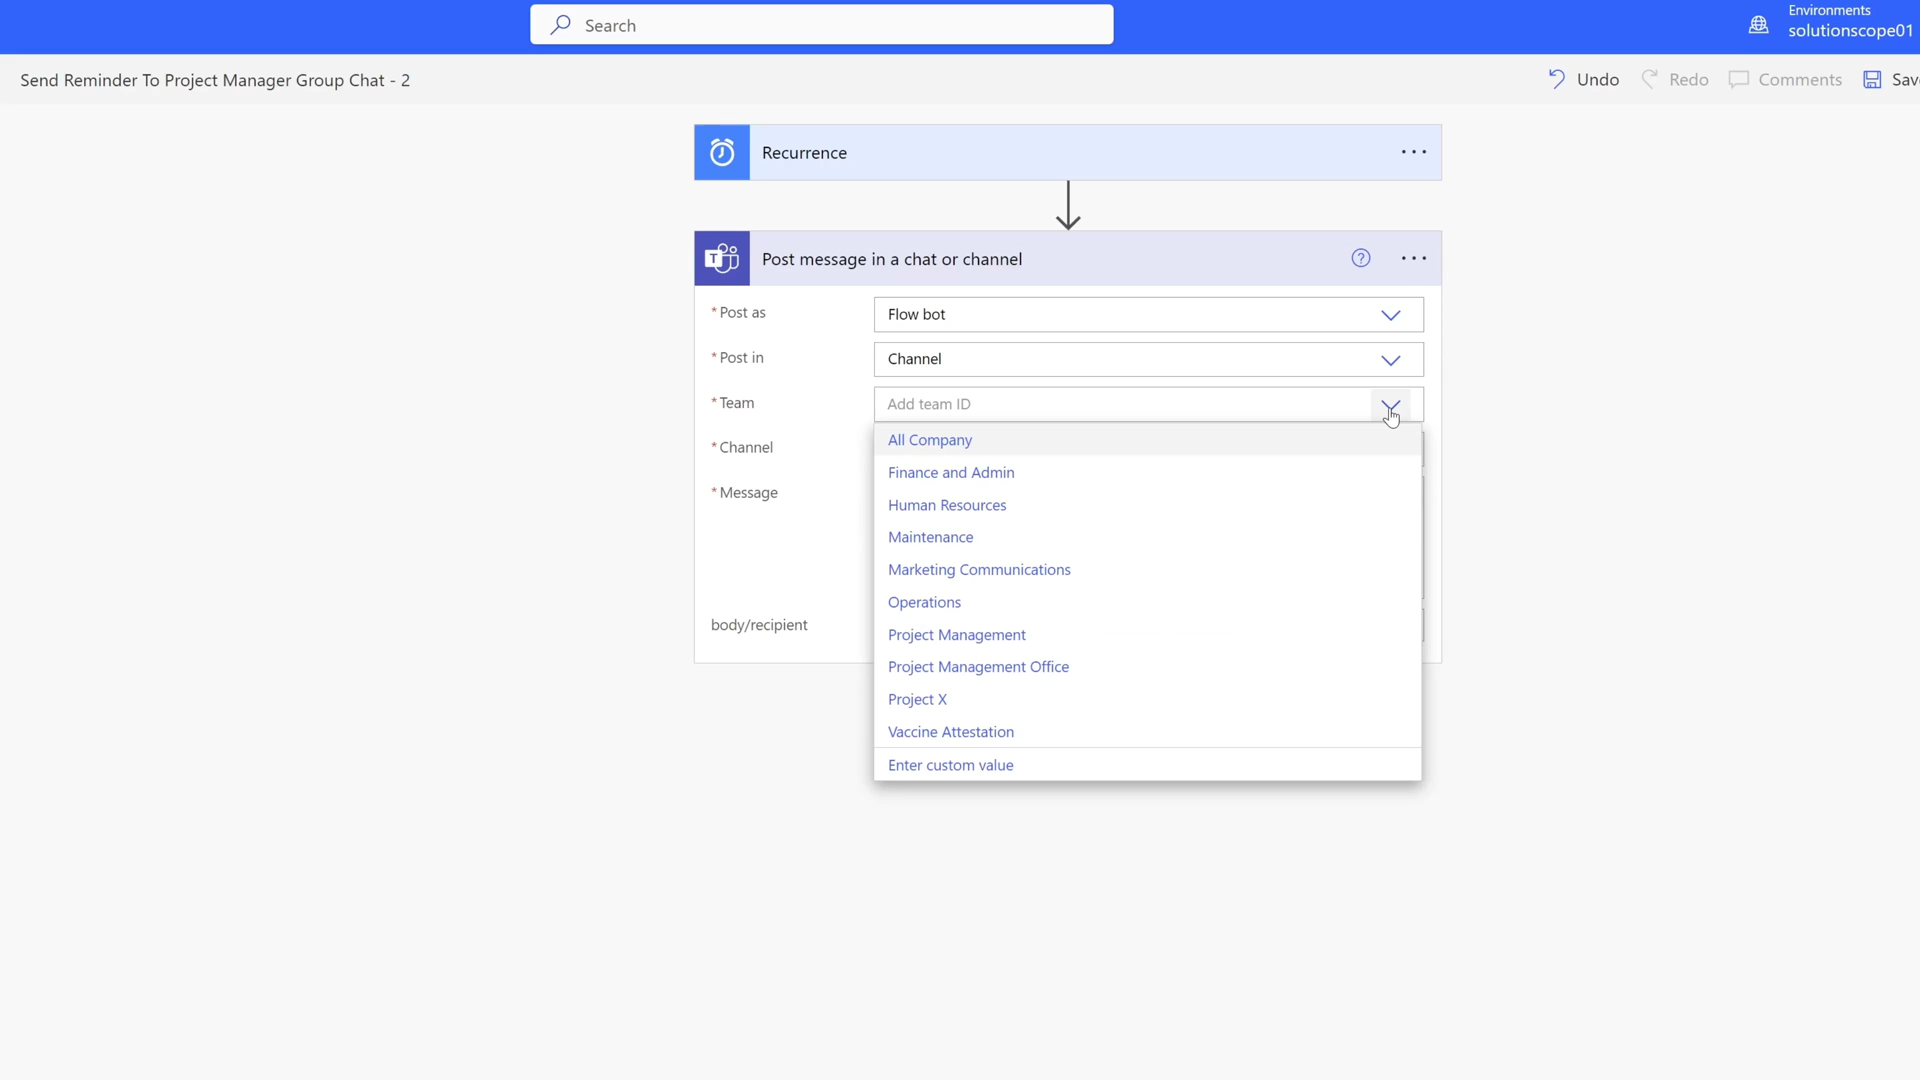 Search
Environments
solutionscope01
Send Reminder To Project Manager Group Chat - 2
Undo
Redo
Comments
Sav
Recurrence
Post message in a chat or channel
* Post as
Flow bot
* Post in
Channel
* Team
Add team ID
* Channel
* Message
body/recipient
All Company
Finance and Admin
Human Resources
Maintenance
Marketing Communications
Operations
Project Management
Project Management Office
Project X
Vaccine Attestation
Enter custom value